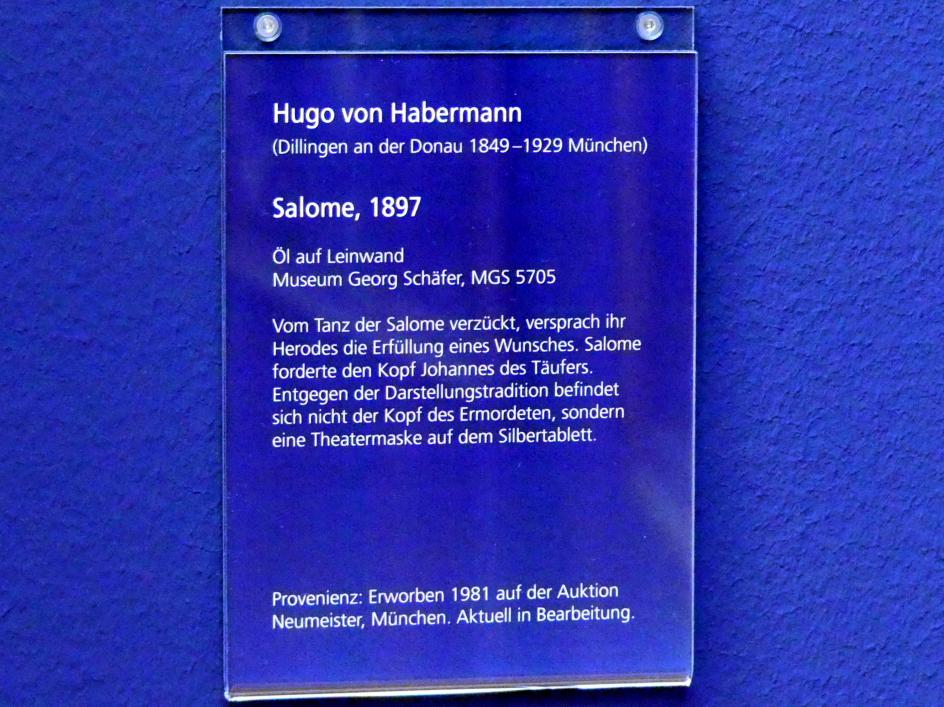 Hugo von Habermann
(Dillingen an der Donau 1849–1929 München)
Salome, 1897
Öl auf Leinwand
Museum Georg Schäfer, MGS 5705
Vom Tanz der Salome verzückt, versprach ihr
Herodes die Erfüllung eines Wunsches. Salome
forderte den Kopf Johannes des Täufers.
Entgegen der Darstellungstradition befindet
sich nicht der Kopf des Ermordeten, sondern
eine Theatermaske auf dem Silbertablett.
Provenienz: Erworben 1981 auf der Auktion
Neumeister, München. Aktuell in Bearbeitung.